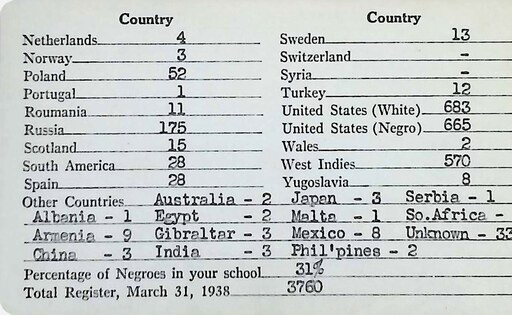 Country Country
Netherlands 4 Sweden 13
Norway 3 Switzerland -
Poland 52 Syria -
Portugal 1 Turkey 12
Roumania 11 United States (White) 683
Russia 175 United States (Negro) 665
Scotland 15 Wales 2
South America 28 West Indies 570
Spain 28 Yugoslavia 8
Other Countries Australia - 2 Japan - 3 Serbia - 1
Albania - 1 Egypt - 2 Malta - 1 So.Africa -
Armenia - 9 Gibraltar - 3 Mexico - 8 Unknown - 33
China - 3 India - 3 Phil'pines - 2
Percentage of Negroes in your school 31%
Total Register, March 31, 1938 3760